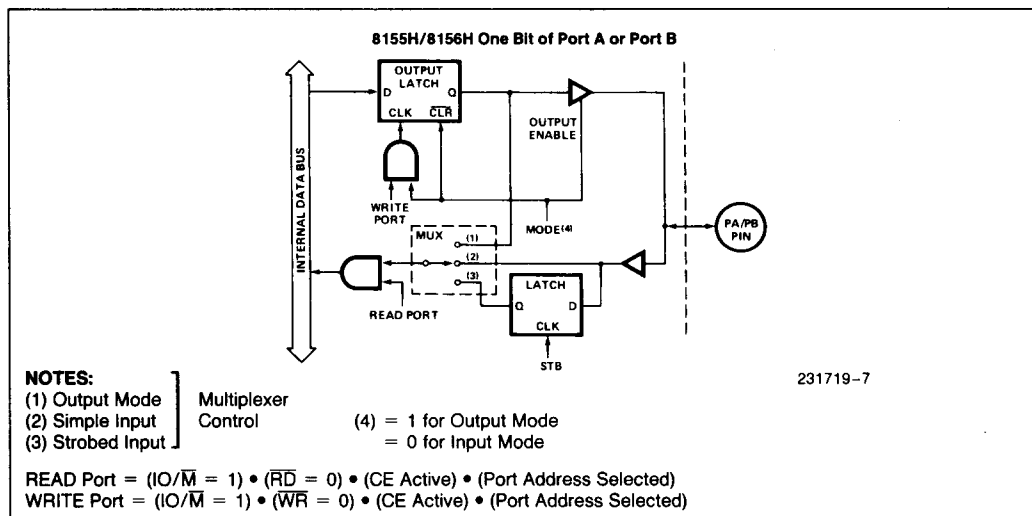 8155H/8156H One Bit of Port A or Port B
OUTPUT
LATCH
D
Q
CLK
C̅L̅R̅
OUTPUT
ENABLE
INTERNAL DATA BUS
WRITE
PORT
MODE(4)
PA/PB
PIN
MUX
(1)
(2)
(3)
LATCH
Q
D
CLK
READ PORT
STB
231719-7
NOTES:
(1) Output Mode
(2) Simple Input
(3) Strobed Input
Multiplexer
Control
(4) = 1 for Output Mode
= 0 for Input Mode
READ Port = (IO/M̅ = 1) • (R̅D̅ = 0) • (CE Active) • (Port Address Selected)
WRITE Port = (IO/M̅ = 1) • (W̅R̅ = 0) • (CE Active) • (Port Address Selected)